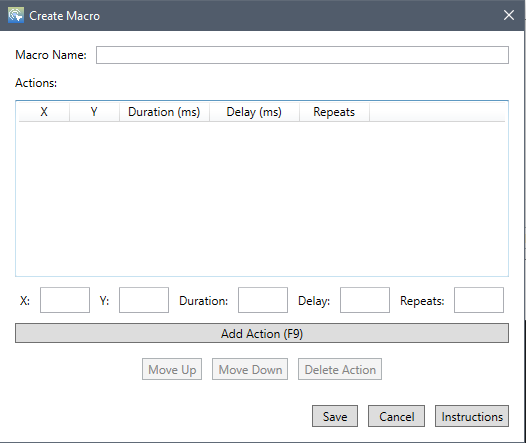 Create Macro
Macro Name:
Actions:
X Y Duration (ms) Delay (ms) Repeats
X: Y: Duration: Delay: Repeats:
Add Action (F9)
Move Up Move Down Delete Action
Save Cancel Instructions